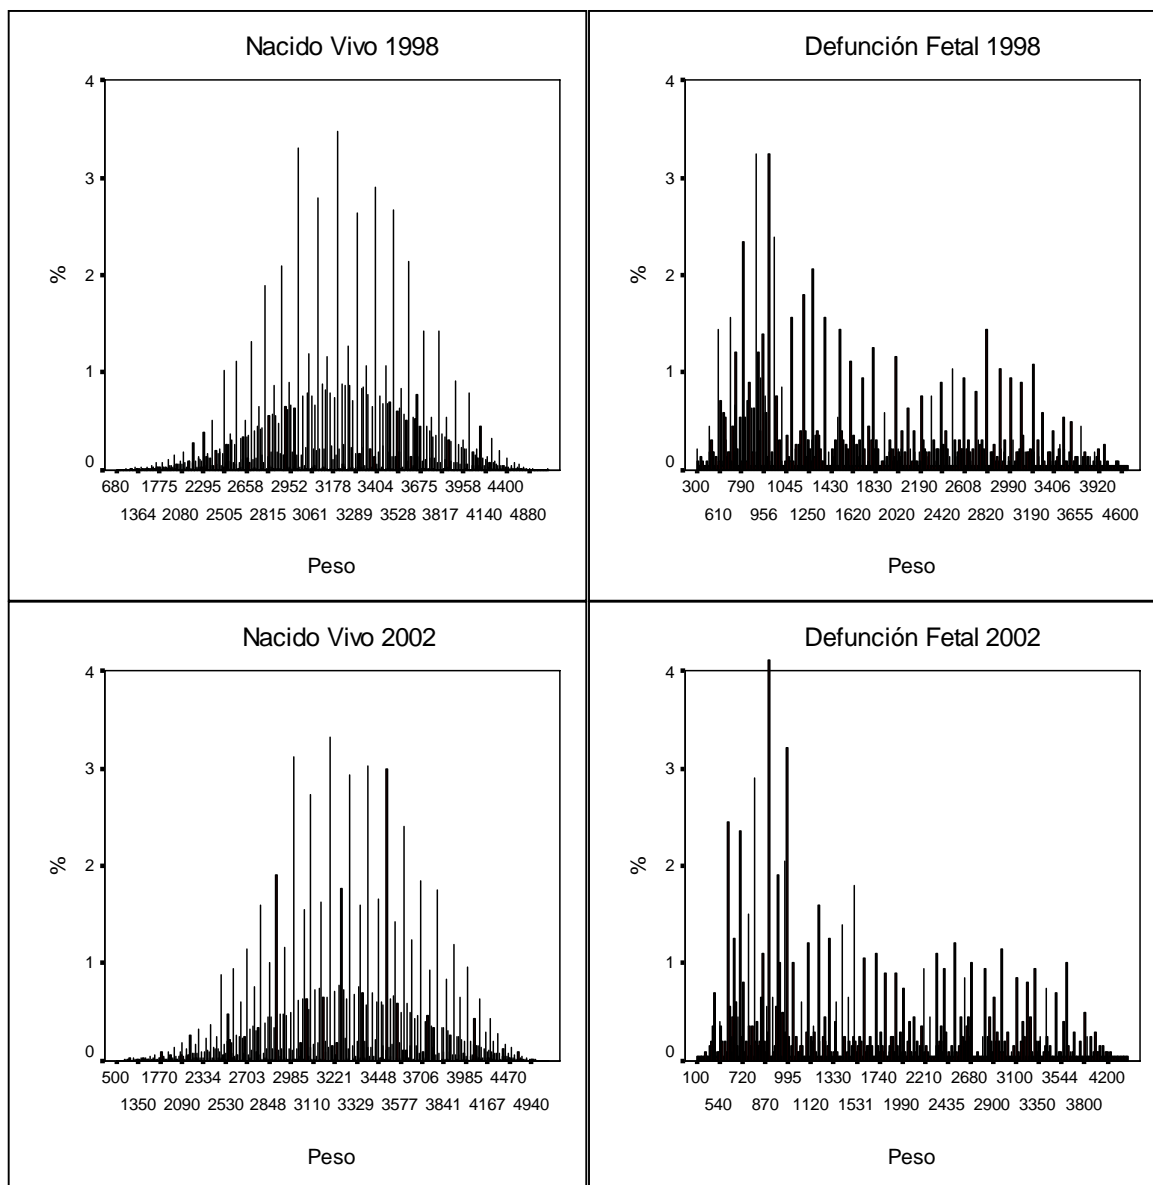 Nacido Vivo 1998
4
3
2
1
0
%
680 1775 2295 2658 2952 3178 3404 3675 3958 4400
1364 2080 2505 2815 3061 3289 3528 3817 4140 4880
Peso
Defunción Fetal 1998
4
3
2
1
0
%
300 790 1045 1430 1830 2190 2608 2990 3406 3920
610 956 1250 1620 2020 2420 2820 3190 3655 4600
Peso
Nacido Vivo 2002
4
3
2
1
0
%
500 1770 2334 2703 2985 3221 3448 3706 3985 4470
1350 2090 2530 2848 3110 3329 3577 3841 4167 4940
Peso
Defunción Fetal 2002
4
3
2
1
0
%
100 720 995 1330 1740 2210 2680 3100 3544 4200
540 870 1120 1531 1990 2435 2900 3350 3800
Peso